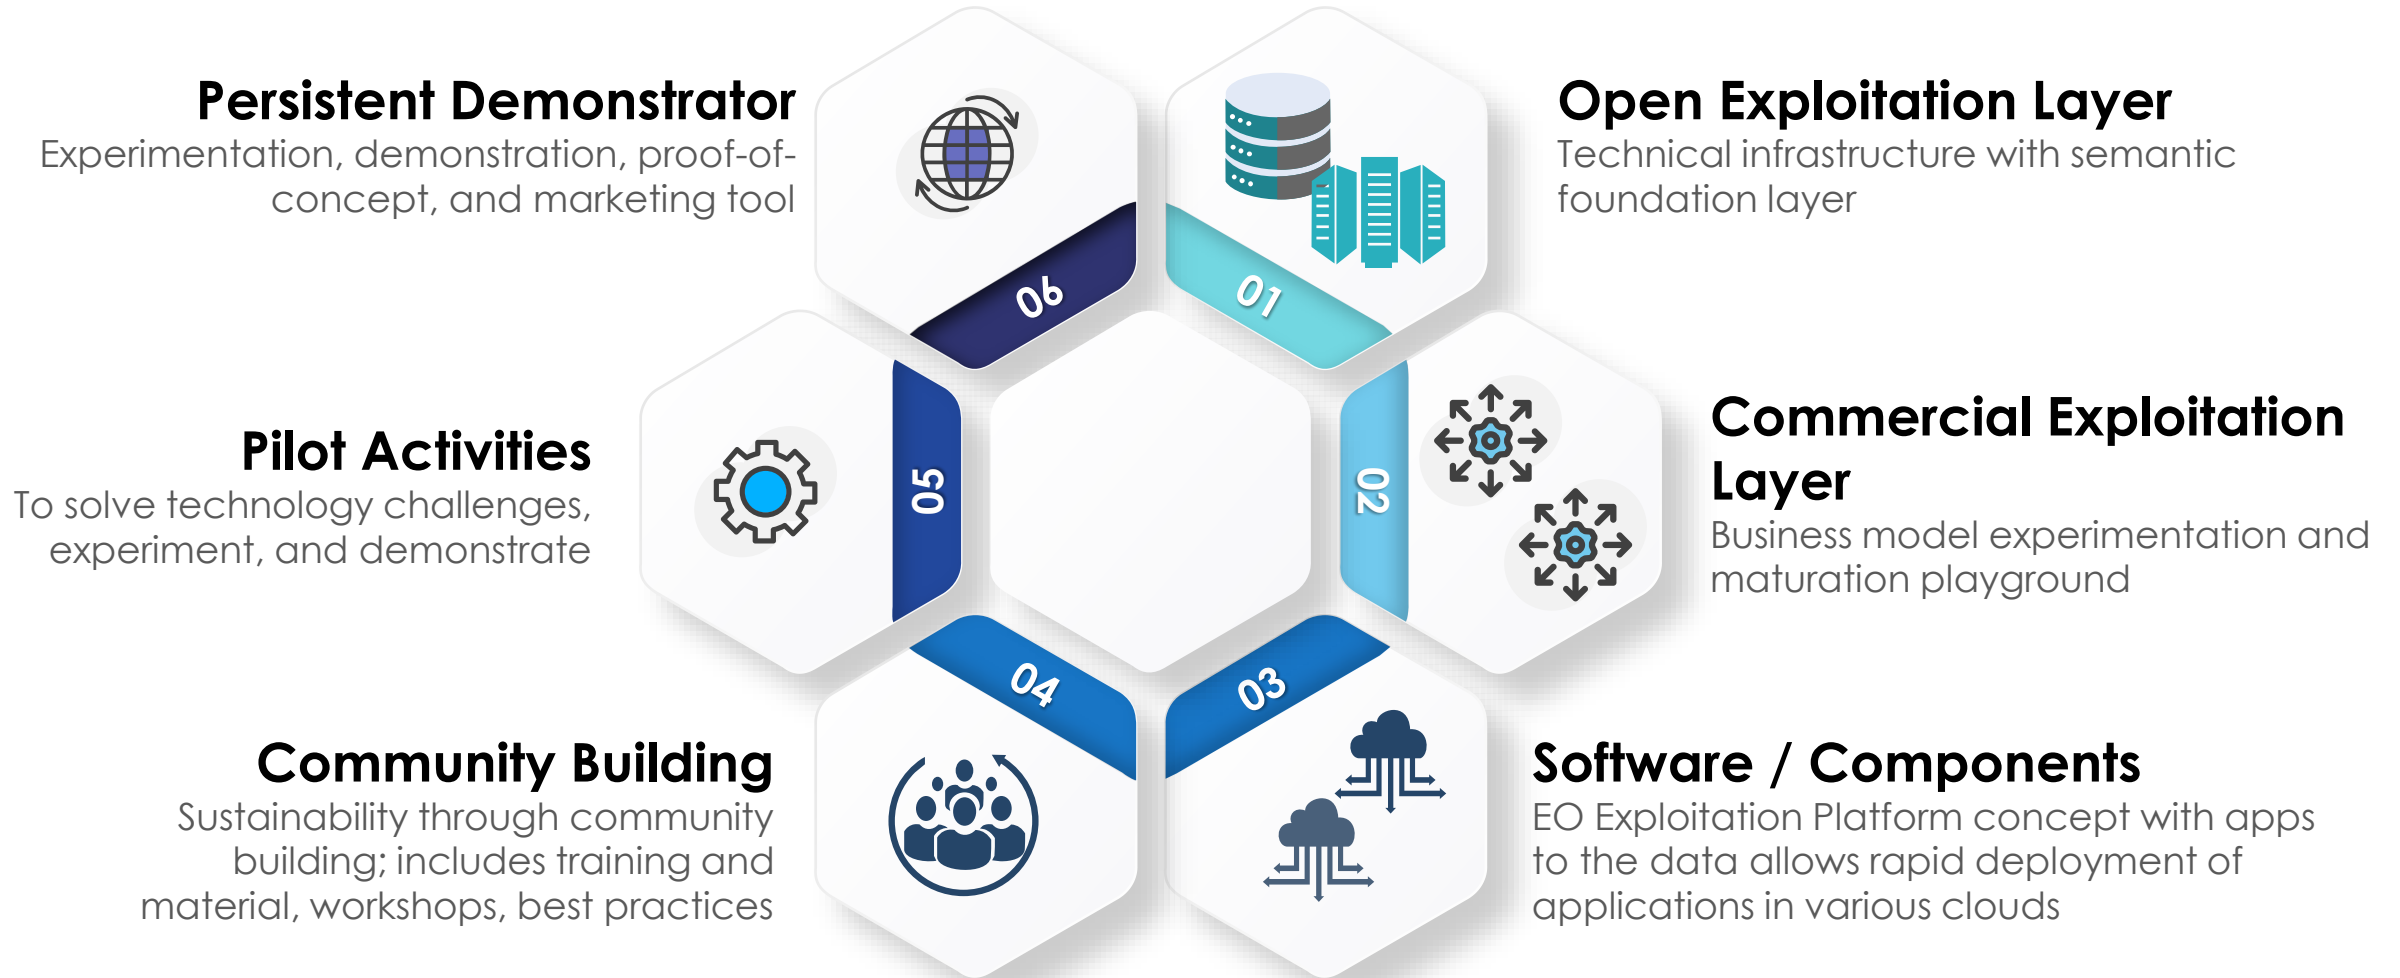 Persistent Demonstrator
Experimentation, demonstration, proof-of-
concept, and marketing tool
06
Open Exploitation Layer
Technical infrastructure with semantic
foundation layer
01
Pilot Activities
To solve technology challenges,
experiment, and demonstrate
05
Commercial Exploitation
Layer
Business model experimentation and
maturation playground
02
Community Building
Sustainability through community
building; includes training and
material, workshops, best practices
04
Software / Components
EO Exploitation Platform concept with apps
to the data allows rapid deployment of
applications in various clouds
03